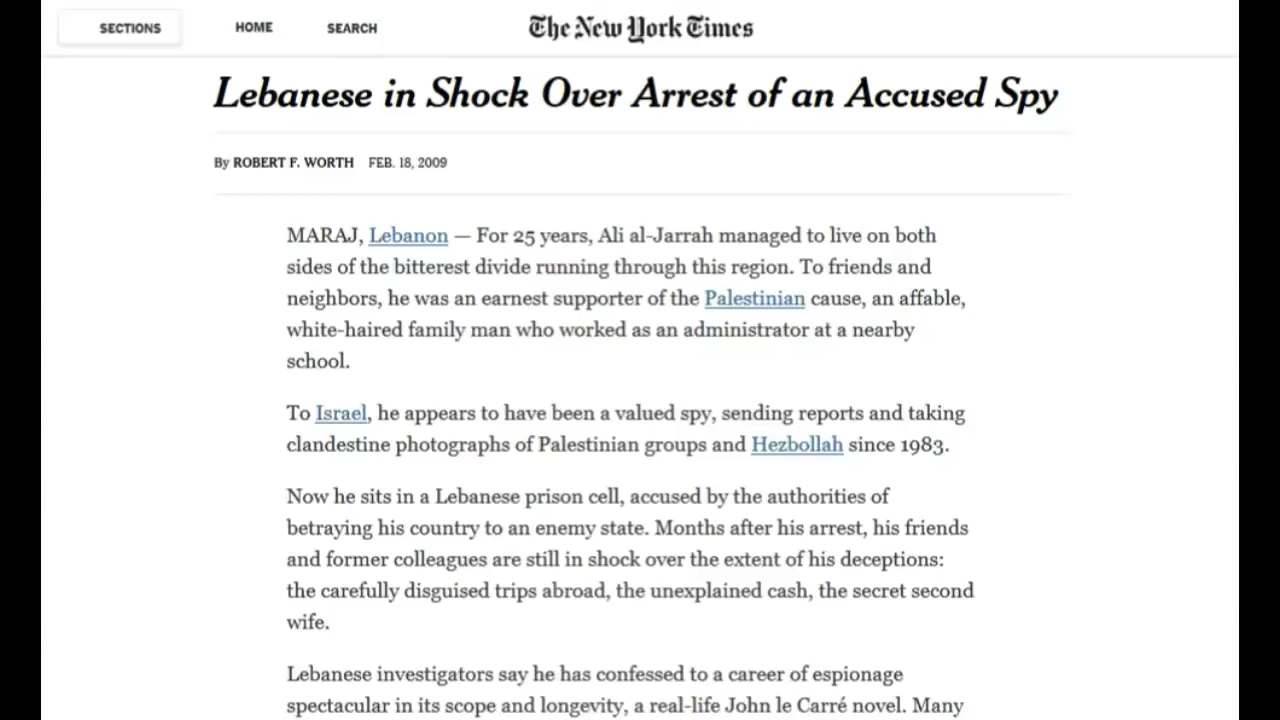 SECTIONS HOME SEARCH The New York Times
Lebanese in Shock Over Arrest of an Accused Spy
By ROBERT F. WORTH FEB. 18, 2009
MARAJ, Lebanon — For 25 years, Ali al-Jarrah managed to live on both
sides of the bitterest divide running through this region. To friends and
neighbors, he was an earnest supporter of the Palestinian cause, an affable,
white-haired family man who worked as an administrator at a nearby
school.
To Israel, he appears to have been a valued spy, sending reports and taking
clandestine photographs of Palestinian groups and Hezbollah since 1983.
Now he sits in a Lebanese prison cell, accused by the authorities of
betraying his country to an enemy state. Months after his arrest, his friends
and former colleagues are still in shock over the extent of his deceptions:
the carefully disguised trips abroad, the unexplained cash, the secret second
wife.
Lebanese investigators say he has confessed to a career of espionage
spectacular in its scope and longevity, a real-life John le Carré novel. Many